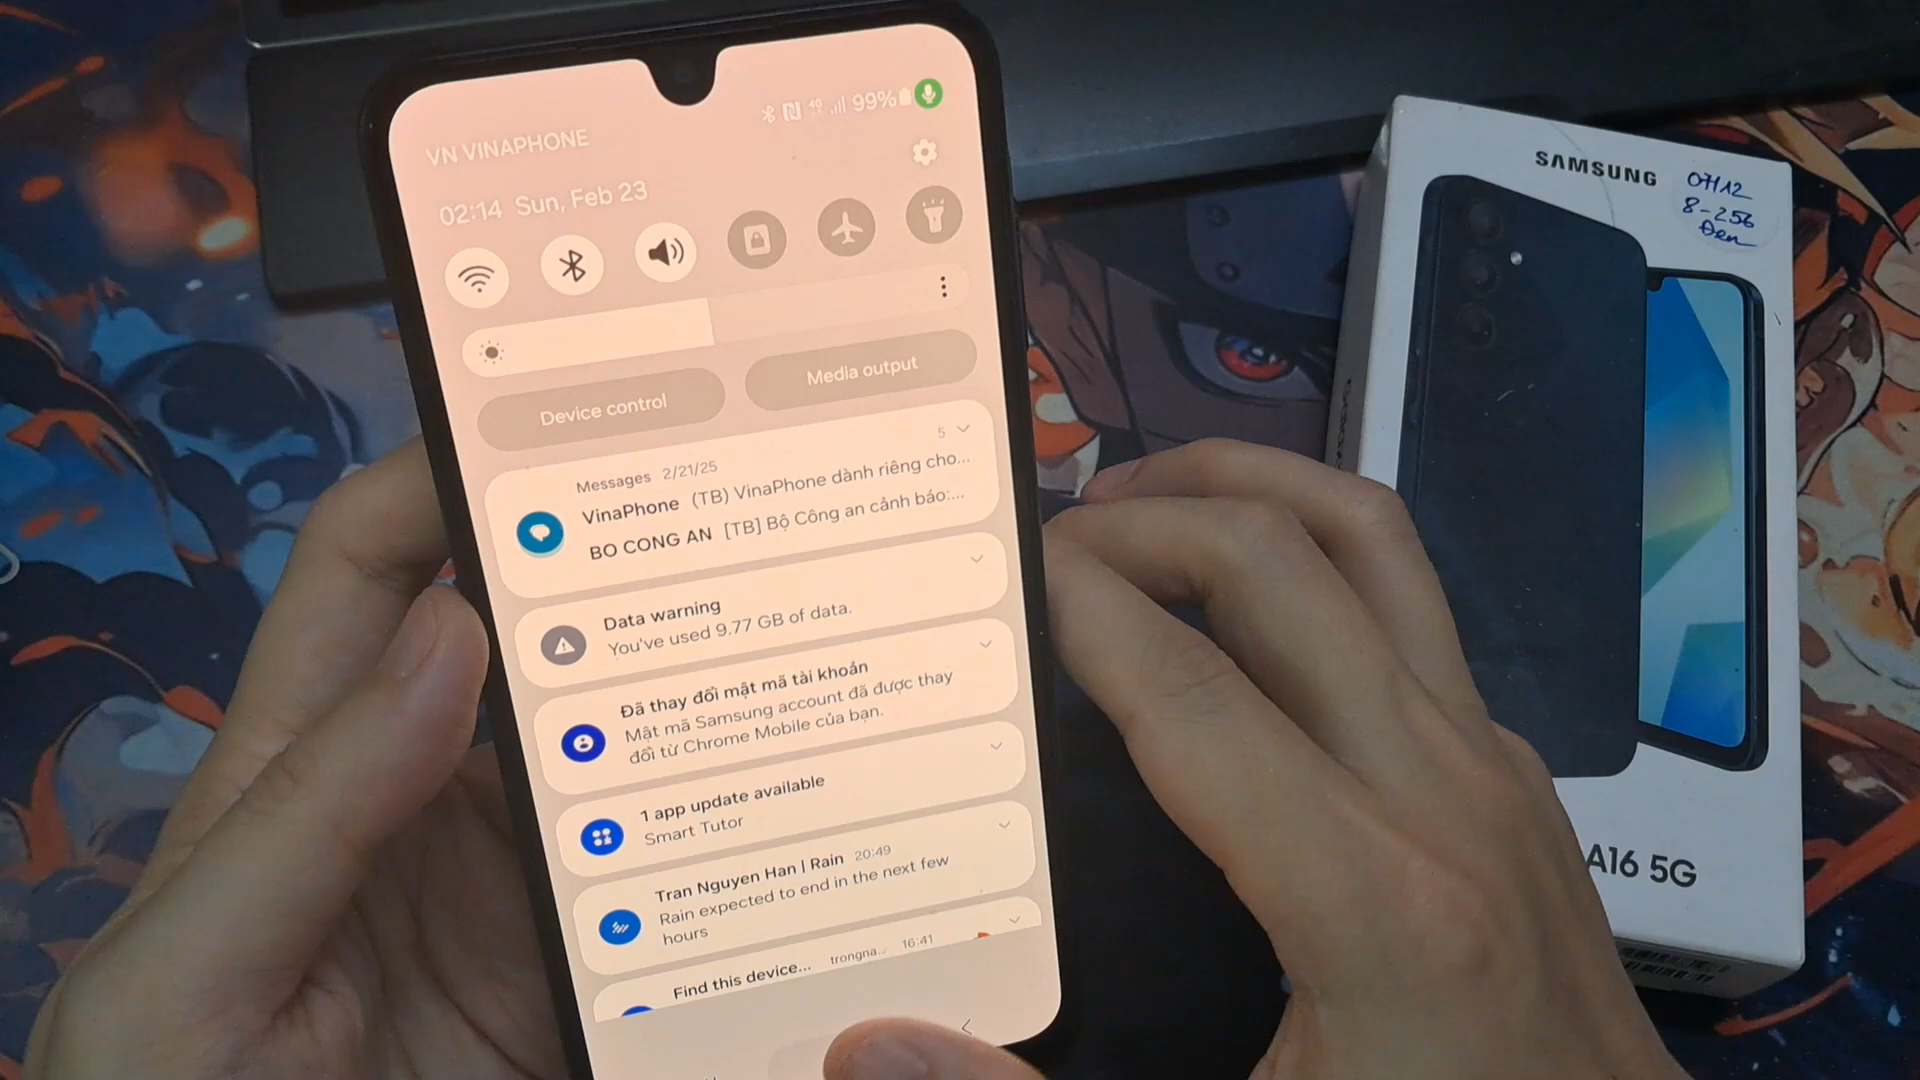 VN VINAPHONE
4G
99%
02:14 Sun, Feb 23
Device control
Media output
Messages 2/21/25
5
VinaPhone (TB) VinaPhone dành riêng cho...
BO CONG AN [TB] Bộ Công an cảnh báo:...
Data warning
You've used 9.77 GB of data.
Đã thay đổi mật mã tài khoản
Mật mã Samsung account đã được thay
đổi từ Chrome Mobile của bạn.
1 app update available
Smart Tutor
Tran Nguyen Han | Rain 20:49
Rain expected to end in the next few
hours
Find this device... trongna... 16:41
SAMSUNG
07/12
8-256
Đen
A16 5G